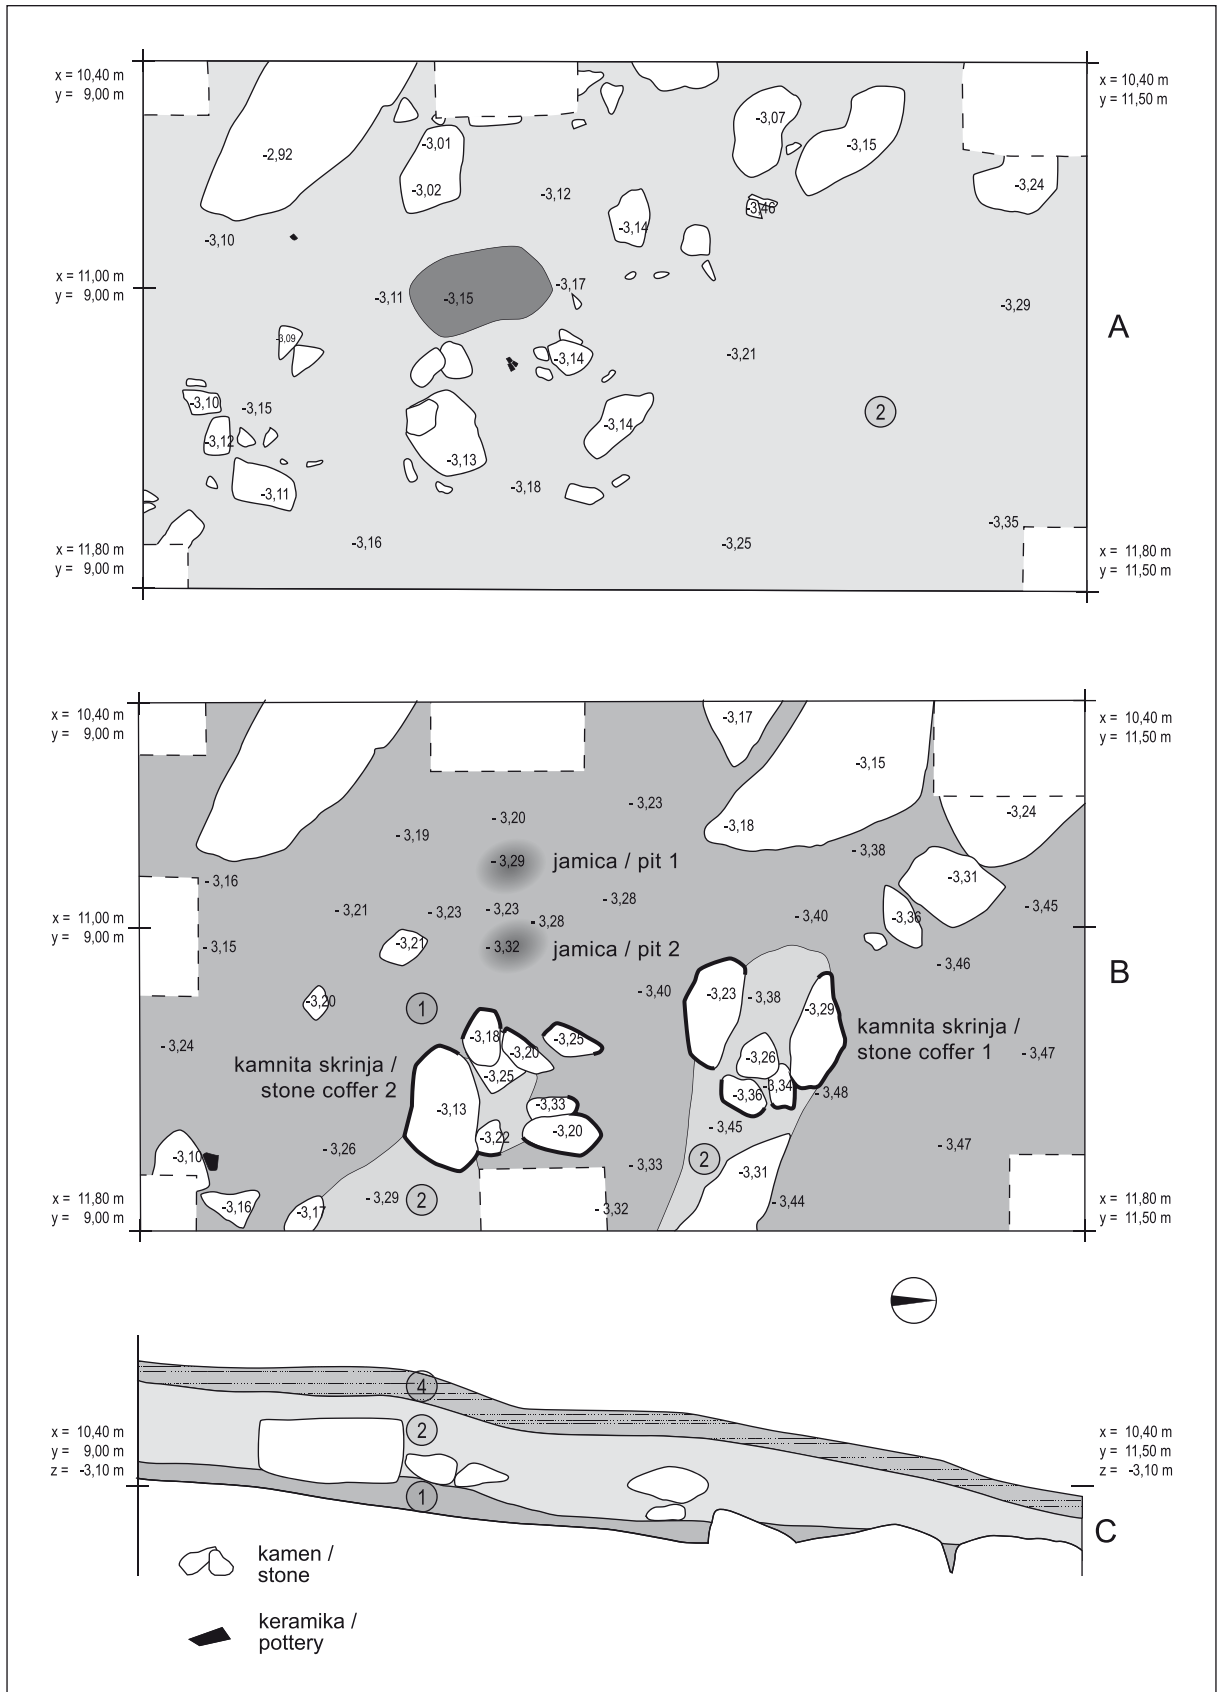 x = 10,40 m
y = 9,00 m
x = 10,40 m
y = 11,50 m
-2,92
-3,01
-3,02
-3,07
-3,15
-3,24
-3,12
-3,46
-3,14
-3,10
x = 11,00 m
y = 9,00 m
-3,11
-3,15
-3,17
-3,29
A
-3,09
-3,14
-3,21
-3,10
-3,15
2
-3,12
-3,14
-3,13
-3,11
-3,18
-3,35
-3,16
-3,25
x = 11,80 m
y = 9,00 m
x = 11,80 m
y = 11,50 m
x = 10,40 m
y = 9,00 m
x = 10,40 m
y = 11,50 m
-3,17
-3,15
- 3,23
- 3,20
-3,18
-3,24
- 3,19
- 3,38
- 3,29
jamica / pit 1
- 3,16
-3,31
- 3,28
- 3,21
- 3,23
- 3,23
- 3,28
- 3,40
-3,36
- 3,45
x = 11,00 m
y = 9,00 m
- 3,15
-3,21
- 3,32
jamica / pit 2
- 3,46
B
-3,20
- 3,40
-3,23
- 3,38
-3,29
1
kamnita skrinja /
stone coffer 1
- 3,24
kamnita skrinja /
stone coffer 2
-3,18
-3,20
-3,25
-3,25
-3,26
- 3,47
-3,13
-3,33
-3,36
-3,34
- 3,48
-3,22
-3,20
- 3,45
- 3,26
- 3,47
-3,10
- 3,33
2
-3,31
- 3,29
2
-3,16
-3,17
- 3,32
- 3,44
x = 11,80 m
y = 9,00 m
x = 11,80 m
y = 11,50 m
4
2
x = 10,40 m
y = 9,00 m
z = -3,10 m
x = 10,40 m
y = 11,50 m
z = -3,10 m
1
C
kamen /
stone
keramika /
pottery